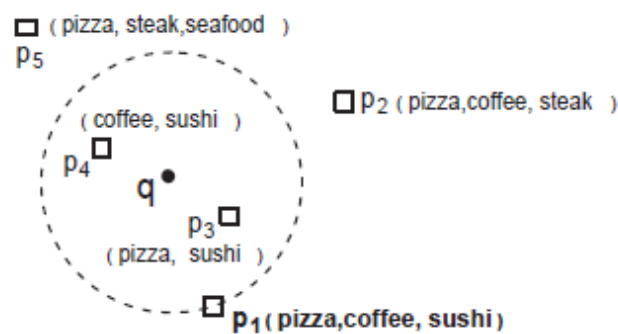 ( pizza, steak,seafood )
p5
p2 ( pizza,coffee, steak )
( coffee, sushi )
p4
q
p3
( pizza, sushi )
p1( pizza,coffee, sushi )